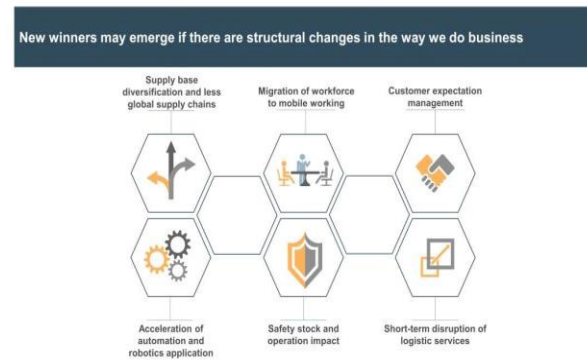 New winners may emerge if there are structural changes in the way we do business
Supply base
diversification and less
global supply chains
Migration of workforce
to mobile working
Customer expectation
management
Acceleration of
automation and
robotics application
Safety stock and
operation impact
Short-term disruption of
logistic services